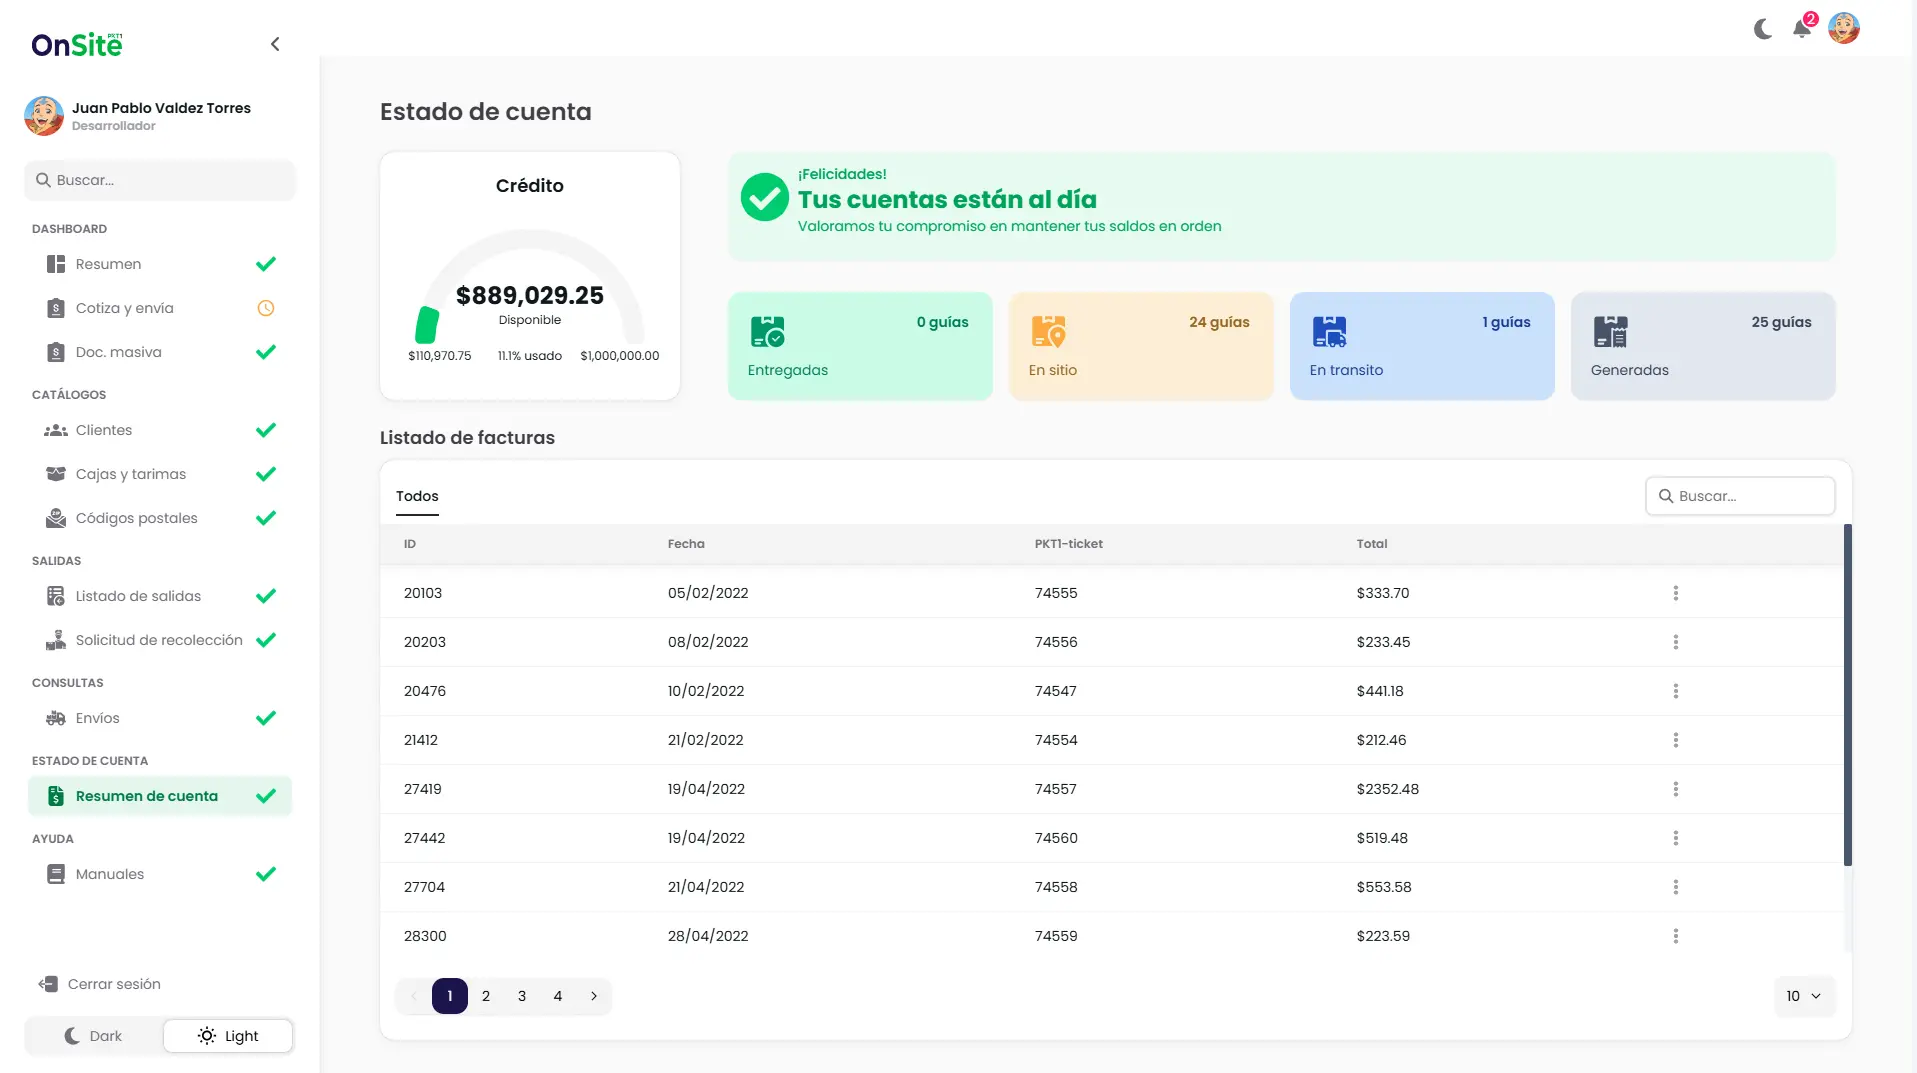 OnSite PKT1
2
Juan Pablo Valdez Torres
Desarrollador
Buscar...
DASHBOARD
Resumen
Cotiza y envía
Doc. masiva
CATÁLOGOS
Clientes
Cajas y tarimas
Códigos postales
SALIDAS
Listado de salidas
Solicitud de recolección
CONSULTAS
Envíos
ESTADO DE CUENTA
Resumen de cuenta
AYUDA
Manuales
Cerrar sesión
Dark Light
Estado de cuenta
Crédito
$889,029.25
Disponible
$110,970.75 11.1% usado $1,000,000.00
¡Felicidades!
Tus cuentas están al día
Valoramos tu compromiso en mantener tus saldos en orden
0 guías
Entregadas
24 guías
En sitio
1 guías
En transito
25 guías
Generadas
Listado de facturas
Todos Buscar...
ID Fecha PKT1-ticket Total
20103 05/02/2022 74555 $333.70
20203 08/02/2022 74556 $233.45
20476 10/02/2022 74547 $441.18
21412 21/02/2022 74554 $212.46
27419 19/04/2022 74557 $2352.48
27442 19/04/2022 74560 $519.48
27704 21/04/2022 74558 $553.58
28300 28/04/2022 74559 $223.59
1 2 3 4 10